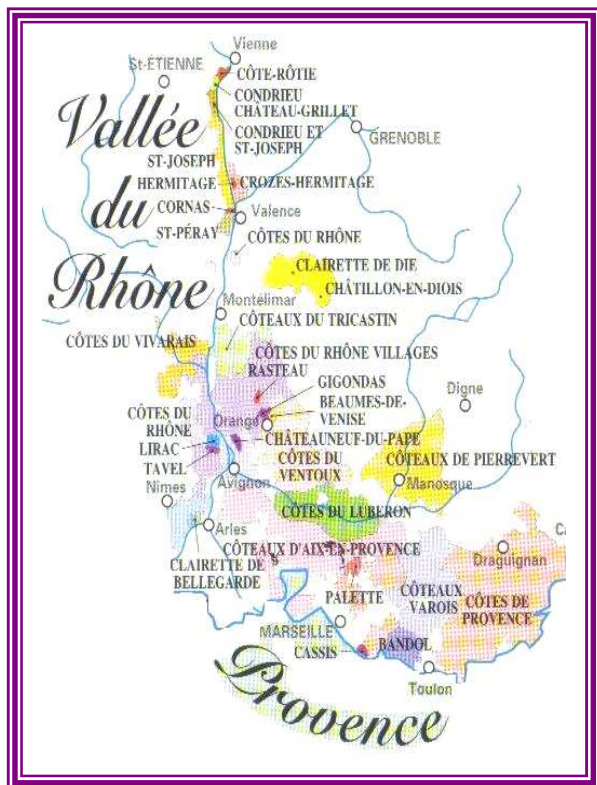 Vienne
St-ÉTIENNE
CÔTE-RÔTIE
CONDRIEU
CHÂTEAU-GRILLET
Vallée
CONDRIEU ET
ST-JOSEPH
GRENOBLE
ST-JOSEPH
HERMITAGE
CROZES-HERMITAGE
du
CORNAS
Valence
ST-PÉRAY
CÔTES DU RHÔNE
CLAIRETTE DE DIE
Rhône
CHÂTILLON-EN-DIOIS
Montélimar
CÔTEAUX DU TRICASTIN
CÔTES DU VIVARAIS
CÔTES DU RHÔNE VILLAGES
RASTEAU
GIGONDAS
Digne
BEAUMES-DE-
VENISE
CÔTES DU
RHÔNE
Orange
CHÂTEAUNEUF-DU-PAPE
LIRAC
TAVEL
CÔTES DU
VENTOUX
CÔTEAUX DE PIERREVERT
Avignon
Manosque
Nimes
CÔTES DU LUBERON
Arles
CÔTEAUX D'AIX-EN-PROVENCE
Draguignan
CLAIRETTE DE
BELLEGARDE
PALETTE
CÔTEAUX
VAROIS
CÔTES DE
PROVENCE
MARSEILLE
CASSIS
BANDOL
Toulon
Provence